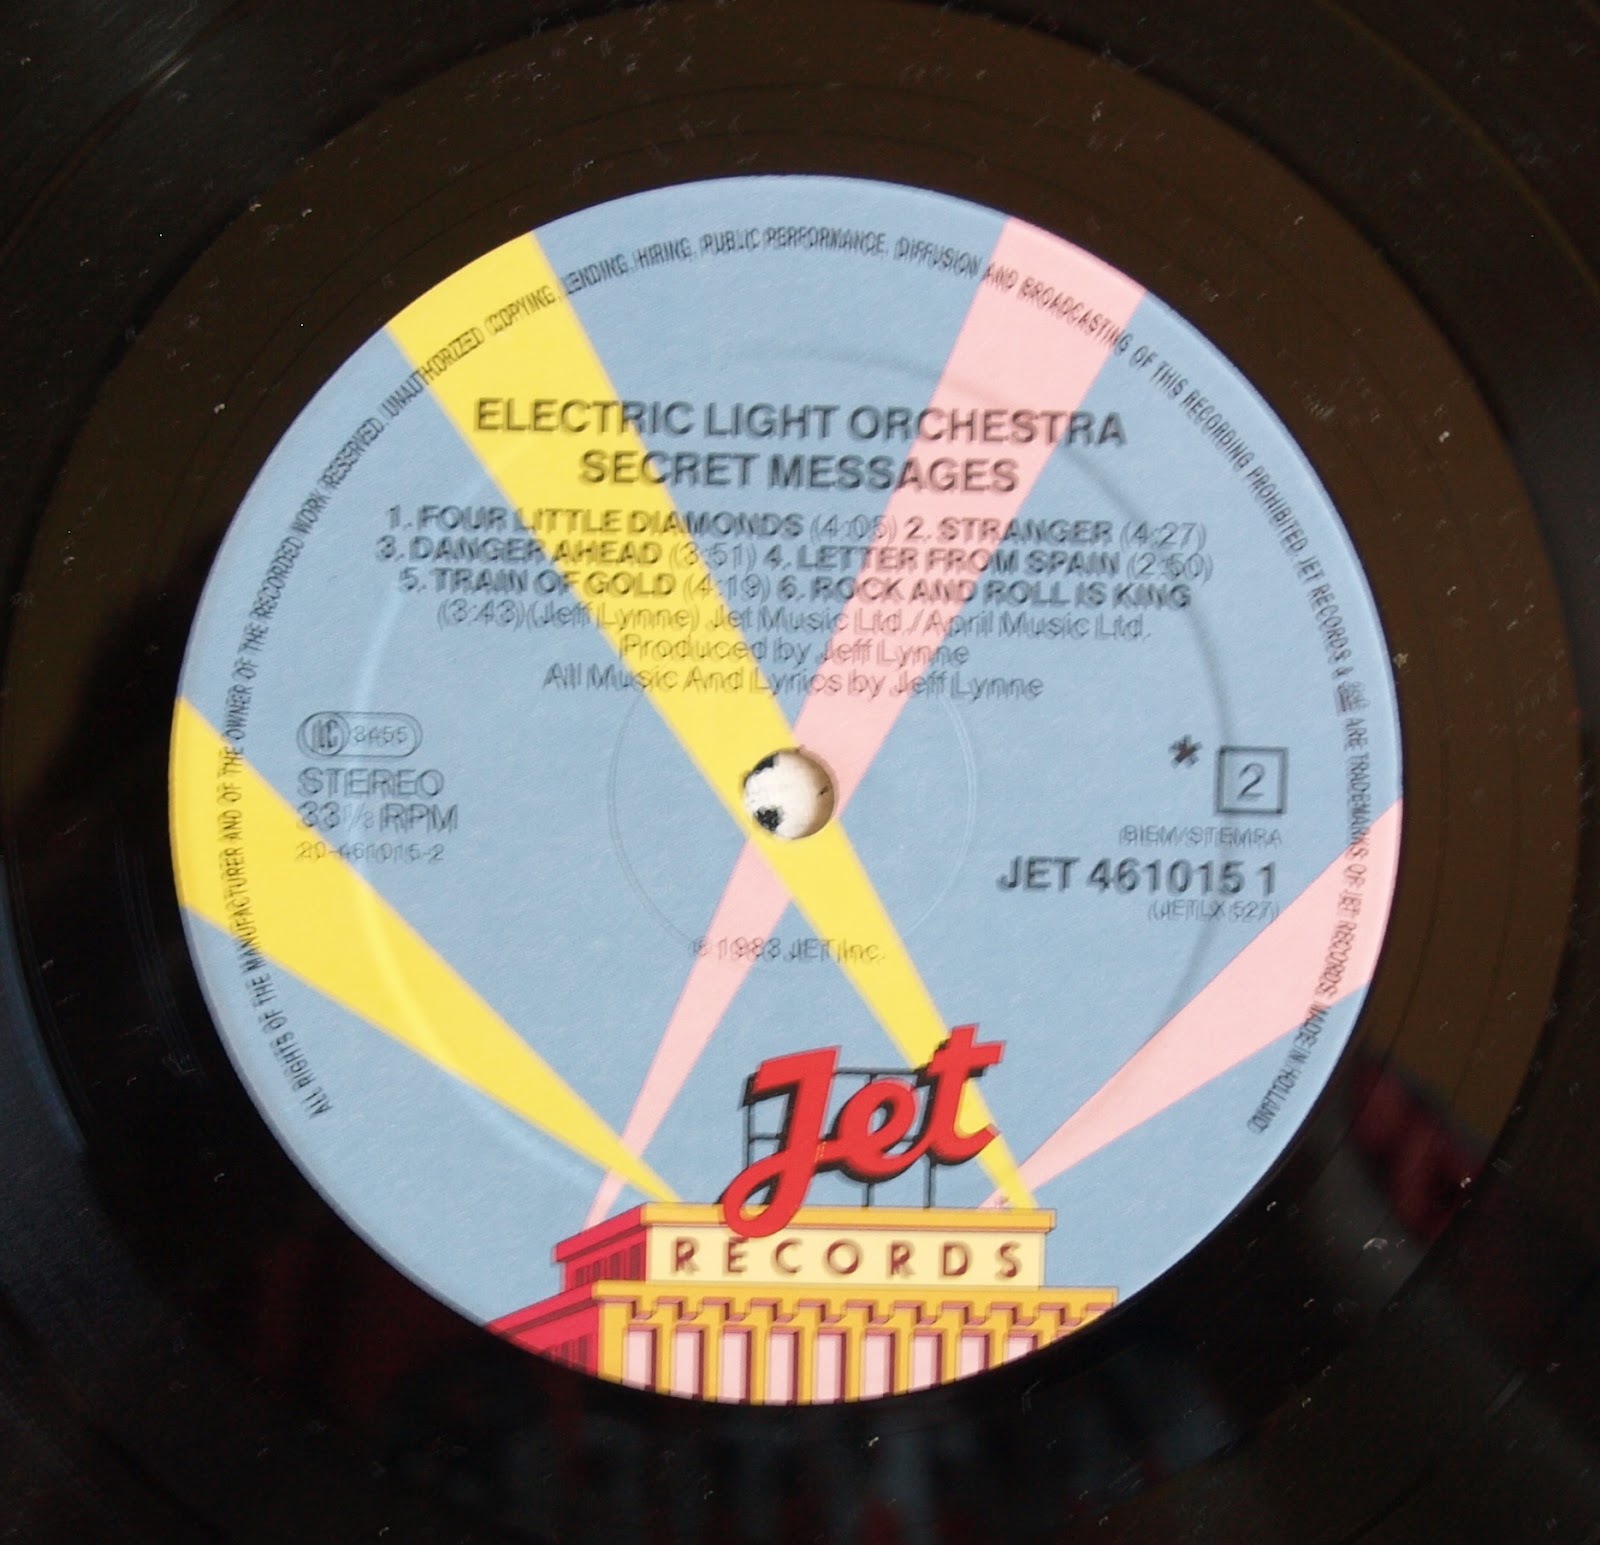 ALL RIGHTS OF THE MANUFACTURER AND OF THE OWNER OF THE RECORDED WORK RESERVED. UNAUTHORIZED COPYING, LENDING, HIRING, PUBLIC PERFORMANCE, DIFFUSION AND BROADCASTING OF THIS RECORDING PROHIBITED. JET RECORDS & ARE TRADEMARKS OF JET RECORDS. MADE IN HOLLAND
ELECTRIC LIGHT ORCHESTRA
SECRET MESSAGES
1. FOUR LITTLE DIAMONDS (4:05) 2. STRANGER (4:27)
3. DANGER AHEAD (3:51) 4. LETTER FROM SPAIN (2:50)
5. TRAIN OF GOLD (4:19) 6. ROCK AND ROLL IS KING
(3:43) (Jeff Lynne) Jet Music Ltd./April Music Ltd.
Produced by Jeff Lynne
All Music And Lyrics by Jeff Lynne
LC 3455
STEREO
33 1/3 RPM
20-461015-2
* 2
BIEM/STEMRA
JET 461015 1
(JETLX 527)
℗ 1983 JET Inc.
Jet
RECORDS